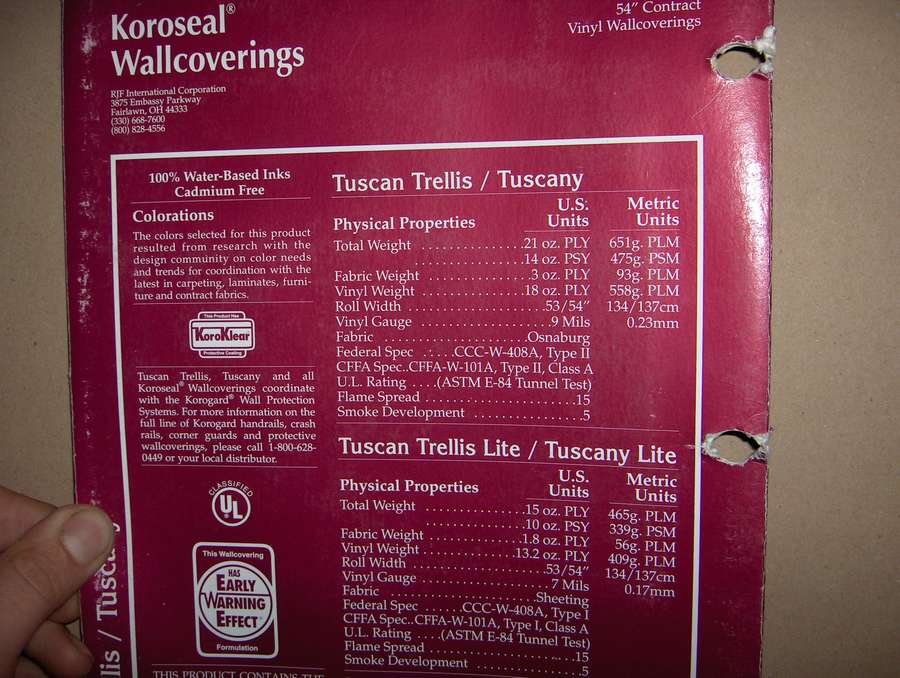 Koroseal®
Wallcoverings
54" Contract
Vinyl Wallcoverings
RJF International Corporation
3875 Embassy Parkway
Fairlawn, OH 44333
(330) 668-7600
(800) 828-4556
100% Water-Based Inks
Cadmium Free
Colorations
The colors selected for this product
resulted from research with the
design community on color needs
and trends for coordination with the
latest in carpeting, laminates, furni-
ture and contract fabrics.
This Product Has
KoroKlear
Protective Coating
Tuscan Trellis, Tuscany and all
Koroseal® Wallcoverings coordinate
with the Korogard® Wall Protection
Systems. For more information on the
full line of Korogard handrails, crash
rails, corner guards and protective
wallcoverings, please call 1-800-628-
0449 or your local distributor.
CLASSIFIED
UL
This Wallcovering
HAS
EARLY
WARNING
EFFECT®
Formulation
THIS PRODUCT CONTAINS THE
Tuscan Trellis / Tuscany
U.S. Metric
Physical Properties Units Units
Total Weight ...............21 oz. PLY 651g. PLM
...............14 oz. PSY 475g. PSM
Fabric Weight ...............3 oz. PLY 93g. PLM
Vinyl Weight ..............18 oz. PLY 558g. PLM
Roll Width ....................53/54" 134/137cm
Vinyl Gauge ..................9 Mils 0.23mm
Fabric ....................Osnaburg
Federal Spec .....CCC-W-408A, Type II
CFFA Spec..CFFA-W-101A, Type II, Class A
U.L. Rating ....(ASTM E-84 Tunnel Test)
Flame Spread .......................15
Smoke Development ................5
Tuscan Trellis Lite / Tuscany Lite
U.S. Metric
Physical Properties Units Units
Total Weight ...............15 oz. PLY 465g. PLM
...............10 oz. PSY 339g. PSM
Fabric Weight .............1.8 oz. PLY 56g. PLM
Vinyl Weight .............13.2 oz. PLY 409g. PLM
Roll Width ....................53/54" 134/137cm
Vinyl Gauge ..................7 Mils 0.17mm
Fabric .....................Sheeting
Federal Spec ......CCC-W-408A, Type I
CFFA Spec..CFFA-W-101A, Type I, Class A
U.L. Rating ....(ASTM E-84 Tunnel Test)
Flame Spread .......................15
Smoke Development ................5
llis / Tuscany